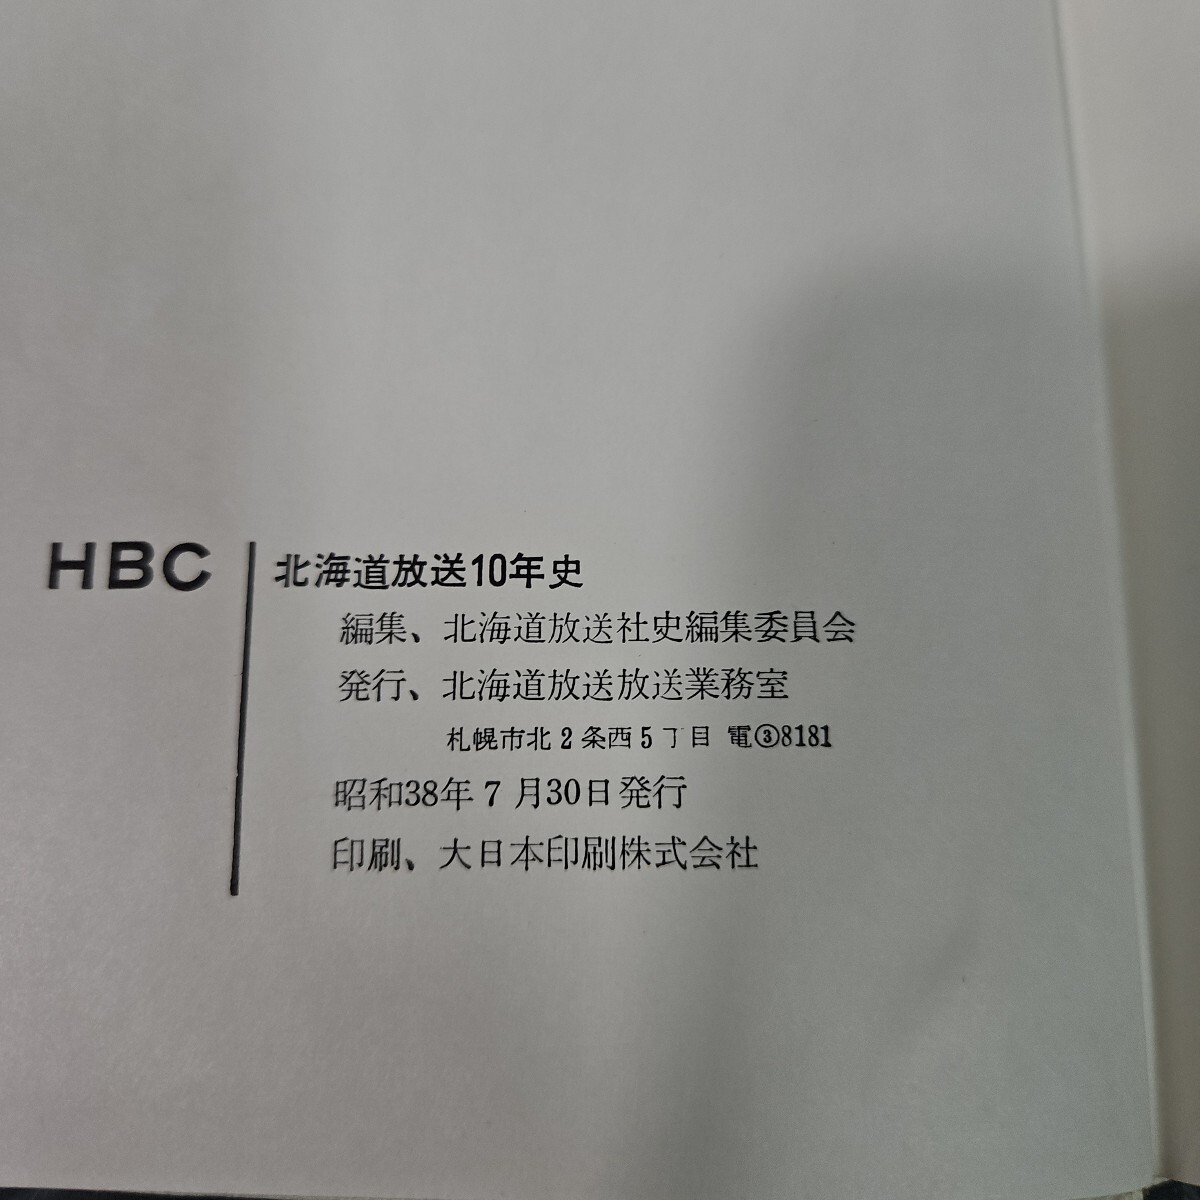 HBC 北海道放送10年史
編集、北海道放送社史編集委員会
発行、北海道放送放送業務室
札幌市北2条西5丁目 電③8181
昭和38年7月30日発行
印刷、大日本印刷株式会社